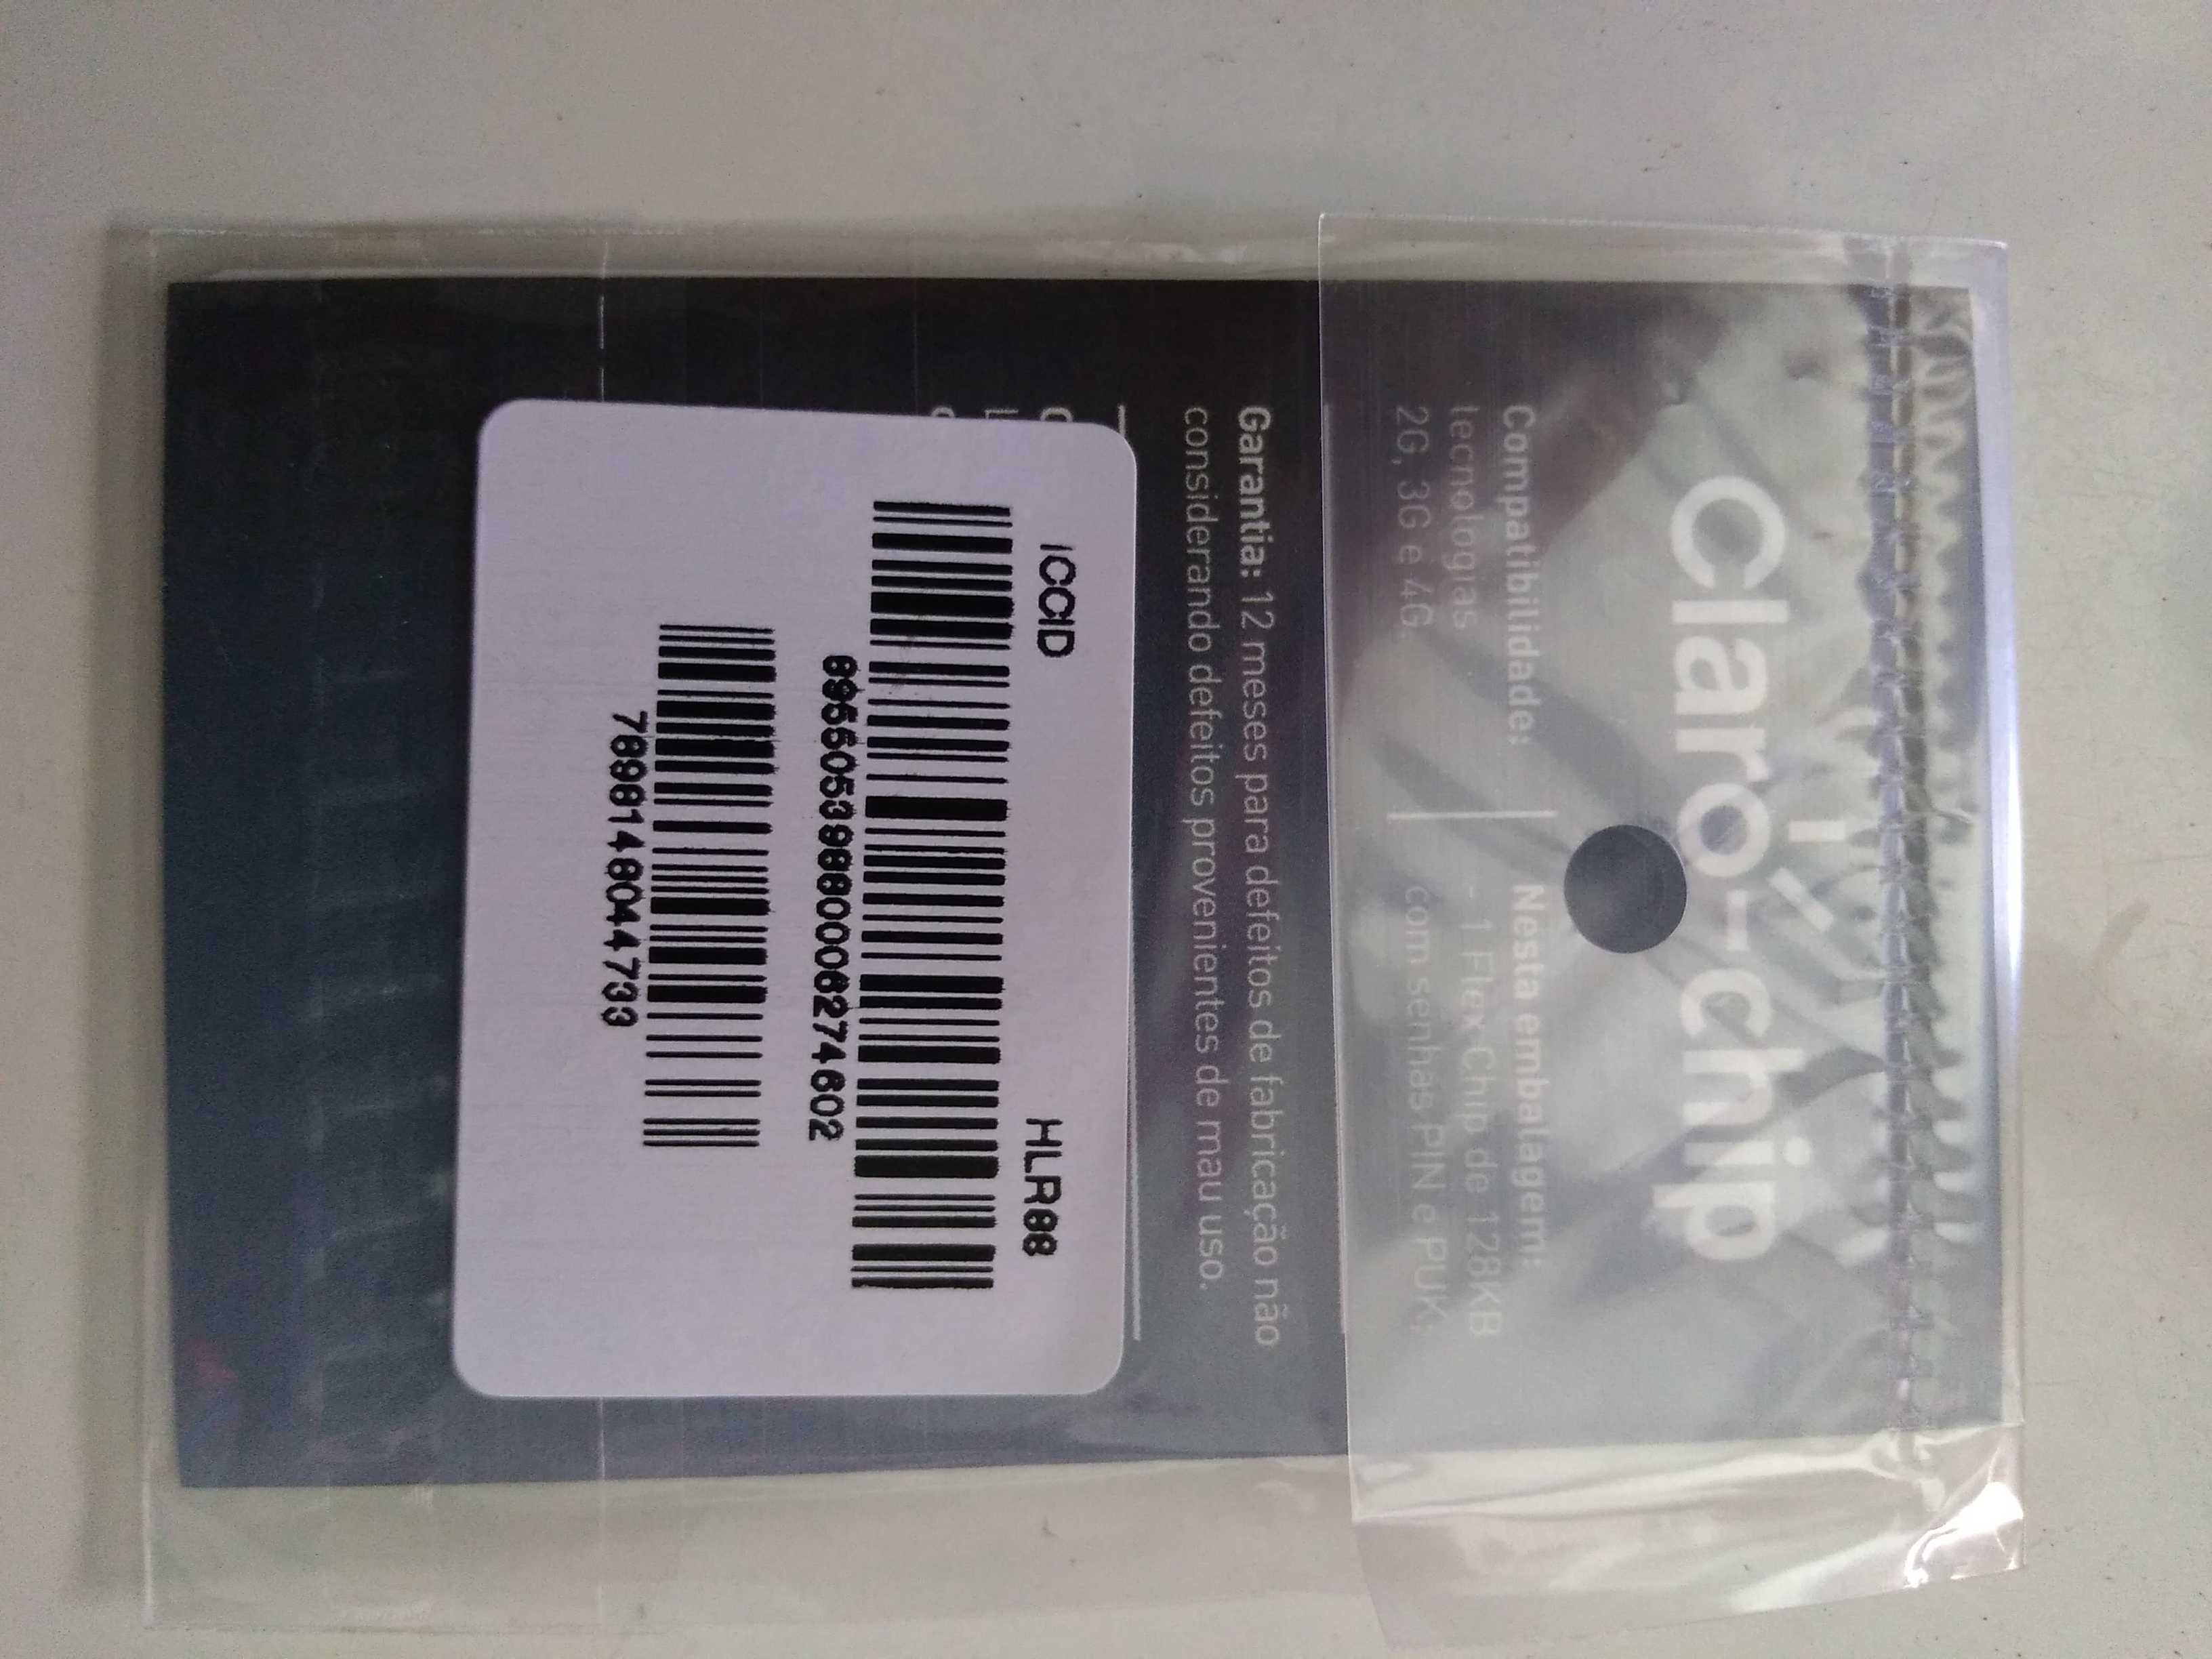 Claro-chip
Compatibilidade:
tecnologias
2G, 3G e 4G.
Nesta embalagem:
- 1 Flex Chip de 128KB
com senhas PIN e PUK.
Garantia: 12 meses para defeitos de fabricação não
considerando defeitos provenientes de mau uso.
ICCID HLR88
89550539880006274602
7898148044733